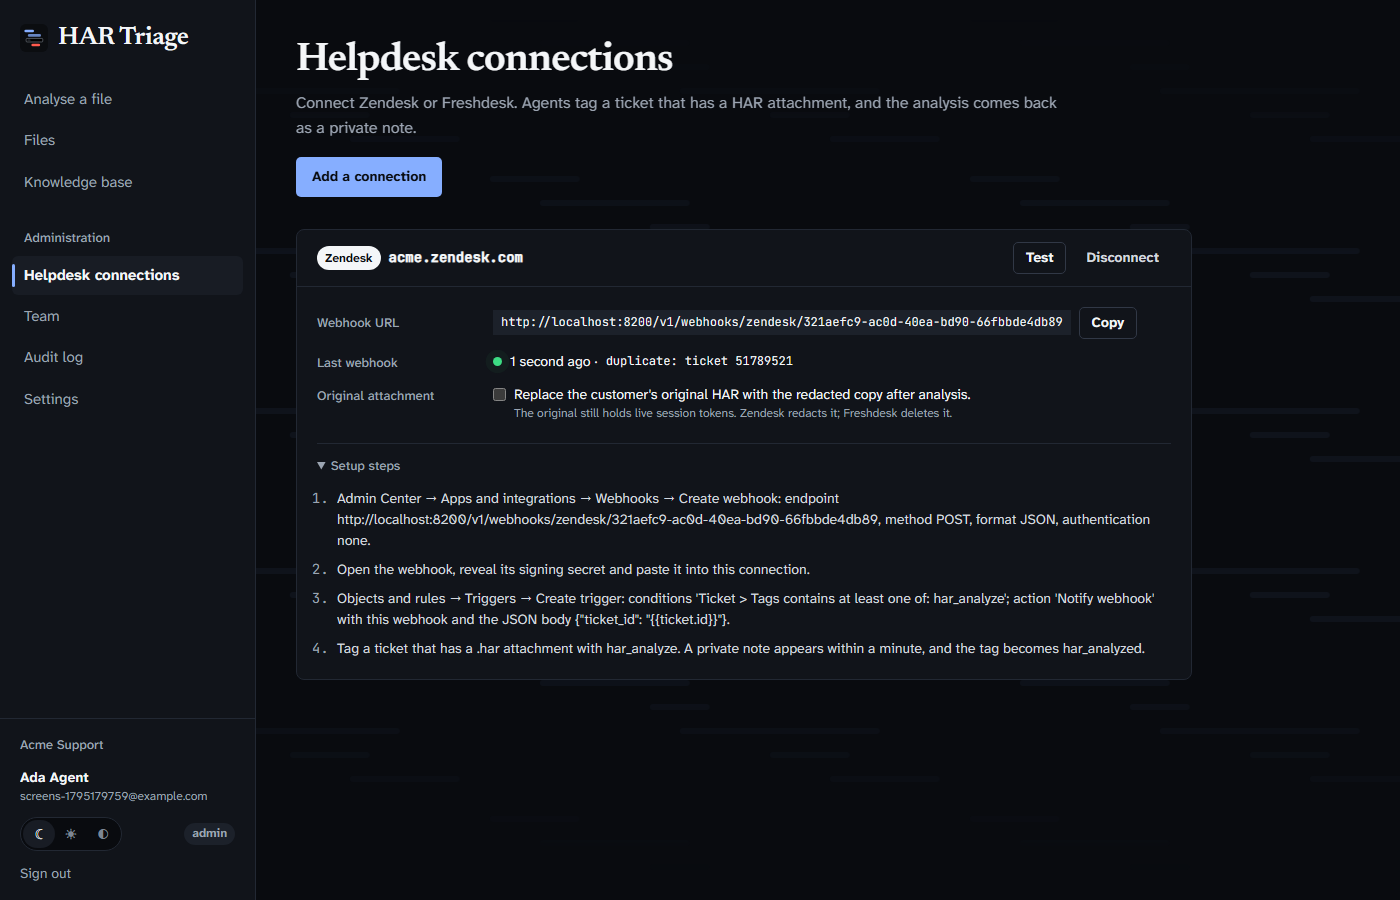 HAR Triage
Analyse a file
Files
Knowledge base
Administration
Helpdesk connections
Team
Audit log
Settings
Acme Support
Ada Agent
screens-1795179759@example.com
admin
Sign out
Helpdesk connections
Connect Zendesk or Freshdesk. Agents tag a ticket that has a HAR attachment, and the analysis comes back
as a private note.
Add a connection
Zendesk acme.zendesk.com Test Disconnect
Webhook URL http://localhost:8200/v1/webhooks/zendesk/321aefc9-ac0d-40ea-bd90-66fbbde4db89 Copy
Last webhook 1 second ago · duplicate: ticket 51789521
Original attachment Replace the customer's original HAR with the redacted copy after analysis.
The original still holds live session tokens. Zendesk redacts it; Freshdesk deletes it.
▼ Setup steps
1. Admin Center → Apps and integrations → Webhooks → Create webhook: endpoint
http://localhost:8200/v1/webhooks/zendesk/321aefc9-ac0d-40ea-bd90-66fbbde4db89, method POST, format JSON, authentication
none.
2. Open the webhook, reveal its signing secret and paste it into this connection.
3. Objects and rules → Triggers → Create trigger: conditions 'Ticket > Tags contains at least one of: har_analyze'; action 'Notify webhook'
with this webhook and the JSON body {"ticket_id": "{{ticket.id}}"}.
4. Tag a ticket that has a .har attachment with har_analyze. A private note appears within a minute, and the tag becomes har_analyzed.